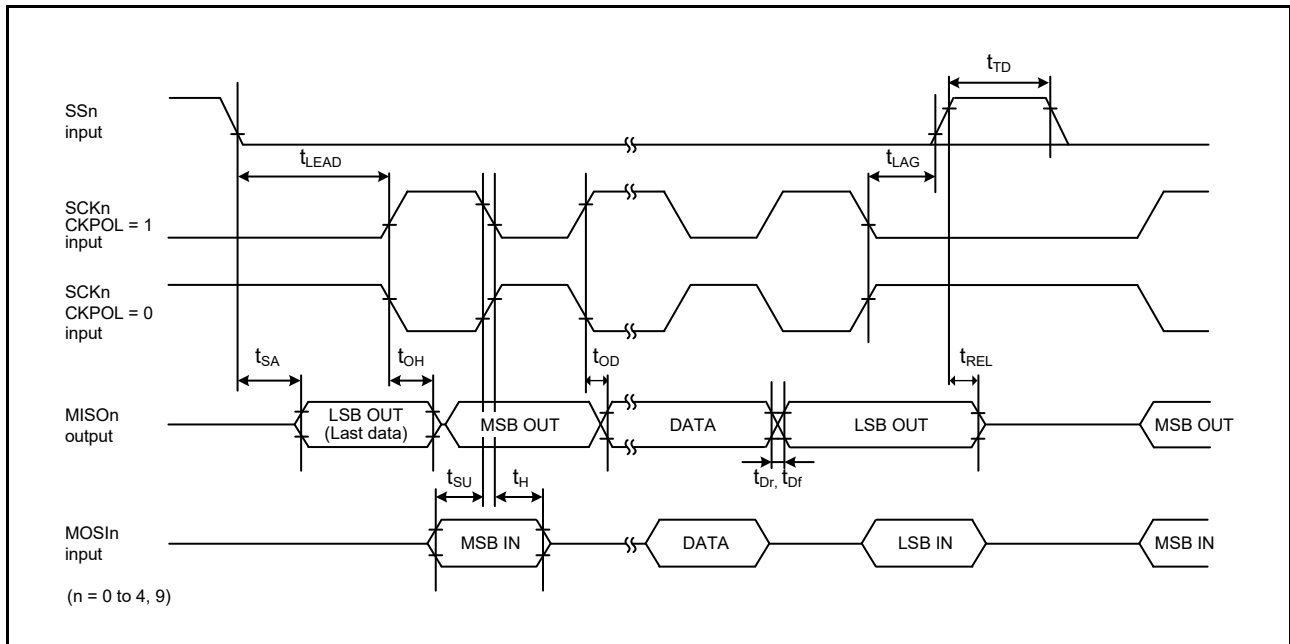 tTD
SSn
input
tLEAD
tLAG
SCKn
CKPOL = 1
input
SCKn
CKPOL = 0
input
tSA
tOH
tOD
tREL
MISOn
output
LSB OUT
(Last data)
MSB OUT
DATA
LSB OUT
MSB OUT
tSU
tH
tDr, tDf
MOSIn
input
MSB IN
DATA
LSB IN
MSB IN
(n = 0 to 4, 9)